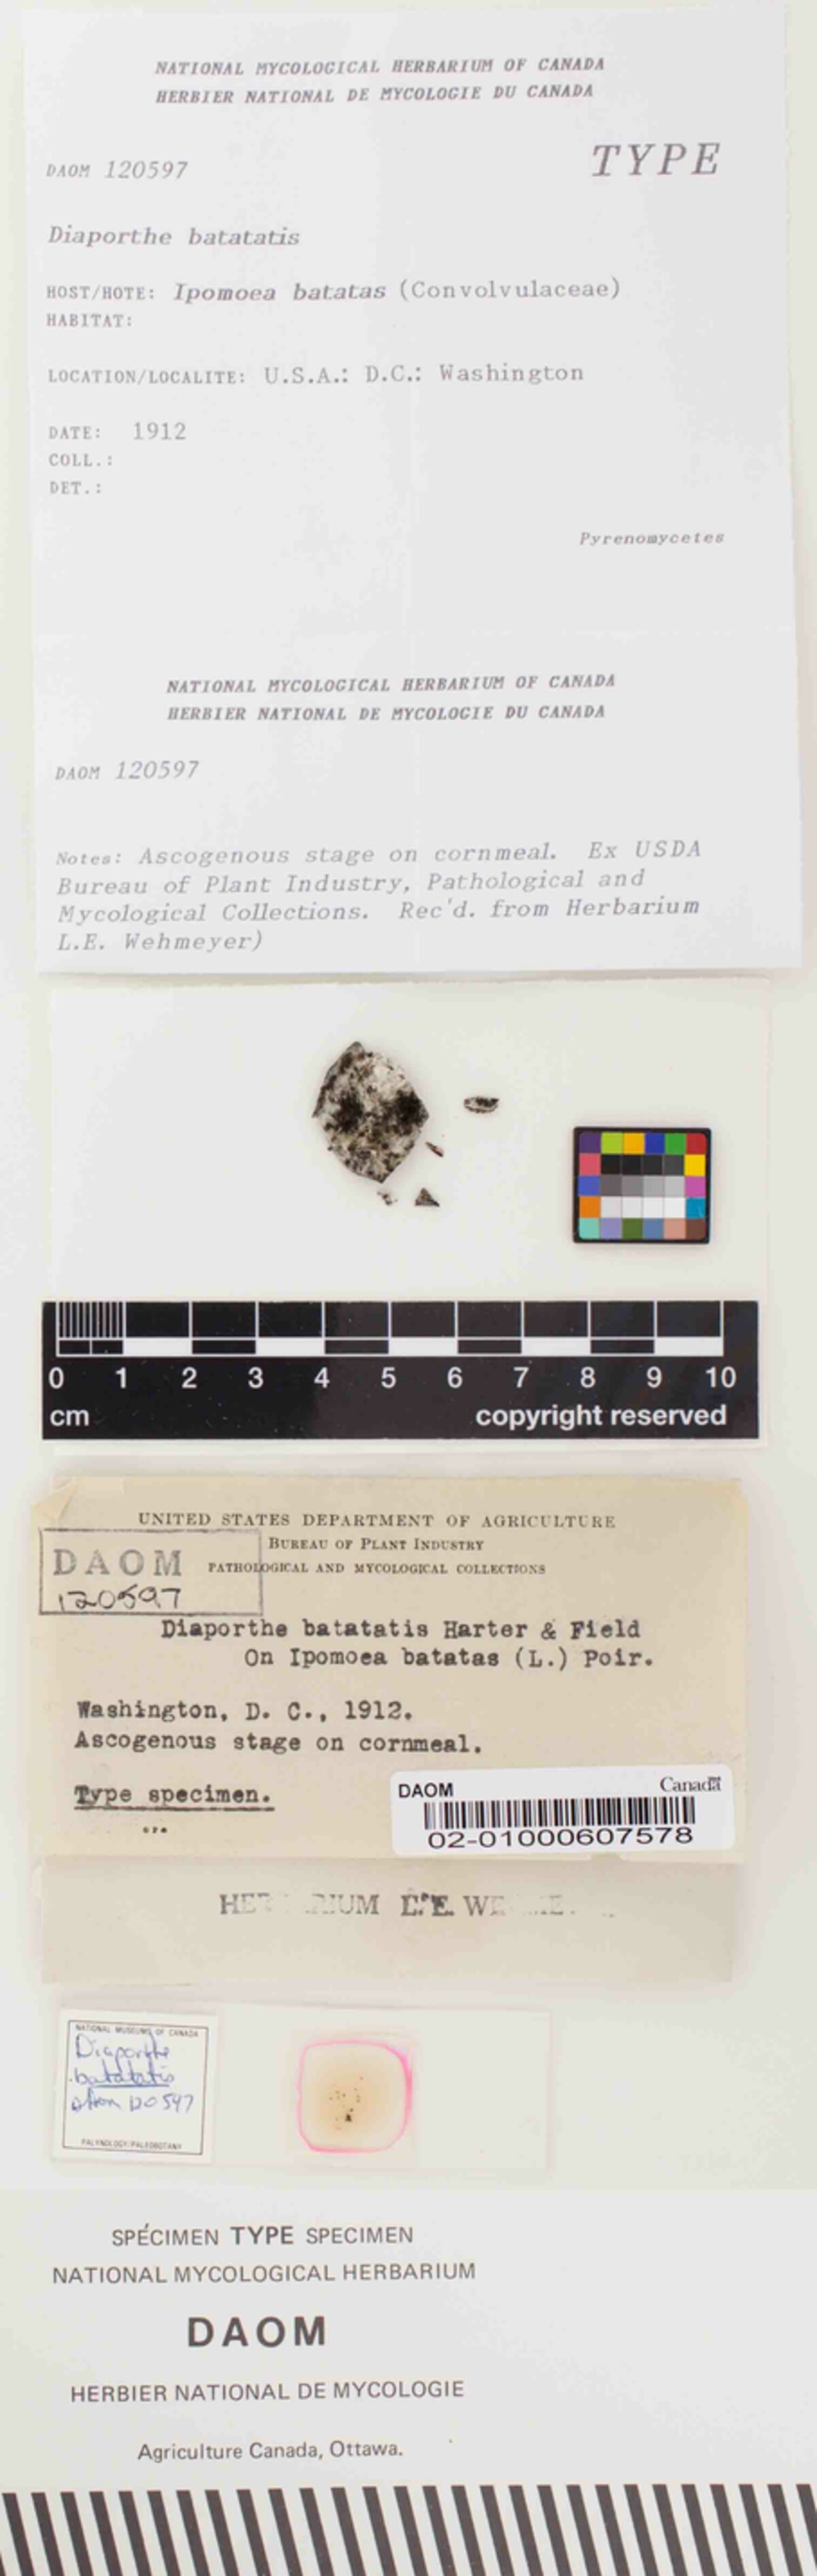 NATIONAL MYCOLOGICAL HERBARIUM OF CANADA
HERBIER NATIONAL DE MYCOLOGIE DU CANADA
DAOM 120597
TYPE
Diaporthe batatatis
HOST/HOTE: Ipomoea batatas (Convolvulaceae)
HABITAT:
LOCATION/LOCALITE: U.S.A.: D.C.: Washington
DATE: 1912
COLL.:
DET.:
Pyrenomycetes
NATIONAL MYCOLOGICAL HERBARIUM OF CANADA
HERBIER NATIONAL DE MYCOLOGIE DU CANADA
DAOM 120597
Notes: Ascogenous stage on cornmeal. Ex USDA
Bureau of Plant Industry, Pathological and
Mycological Collections. Rec'd. from Herbarium
L.E. Wehmeyer)
0 1 2 3 4 5 6 7 8 9 10
cm copyright reserved
UNITED STATES DEPARTMENT OF AGRICULTURE
BUREAU OF PLANT INDUSTRY
PATHOLOGICAL AND MYCOLOGICAL COLLECTIONS
DAOM
120597
Diaporthe batatatis Harter & Field
On Ipomoea batatas (L.) Poir.
Washington, D. C., 1912.
Ascogenous stage on cornmeal.
Type specimen.
DAOM Canada
02-01000607578
L.E.
NATIONAL MUSEUMS OF CANADA
Diaporthe
batatatis
120597
PALYNOLOGY/PALEOBOTANY
SPÉCIMEN TYPE SPECIMEN
NATIONAL MYCOLOGICAL HERBARIUM
DAOM
HERBIER NATIONAL DE MYCOLOGIE
Agriculture Canada, Ottawa.